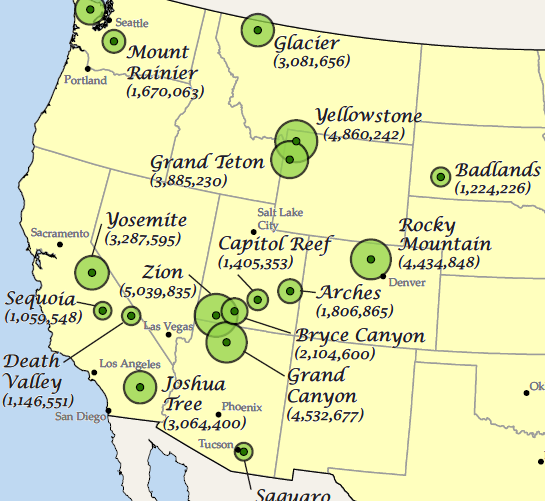 Seattle
Mount
Rainier
(1,670,063)
Portland
Glacier
(3,081,656)
Yellowstone
(4,860,242)
Grand Teton
(3,885,230)
Badlands
(1,224,226)
Yosemite
(3,287,595)
Sacramento
Salt Lake
City
Capitol Reef
(1,405,353)
Rocky
Mountain
(4,434,848)
Denver
Zion
(5,039,835)
Arches
(1,806,865)
Sequoia
(1,059,548)
Las Vegas
Bryce Canyon
(2,104,600)
Death
Valley
(1,146,551)
Los Angeles
Joshua
Tree
(3,064,400)
Grand
Canyon
(4,532,677)
San Diego
Phoenix
Tucson
Saguaro
Ok